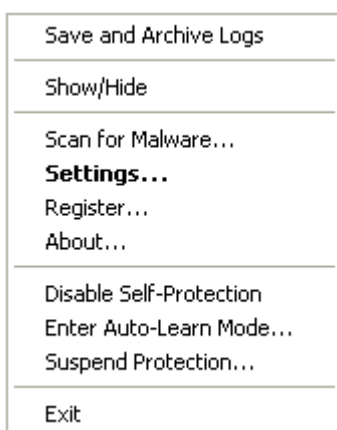 Save and Archive Logs
Show/Hide
Scan for Malware...
Settings...
Register...
About...
Disable Self-Protection
Enter Auto-Learn Mode...
Suspend Protection...
Exit